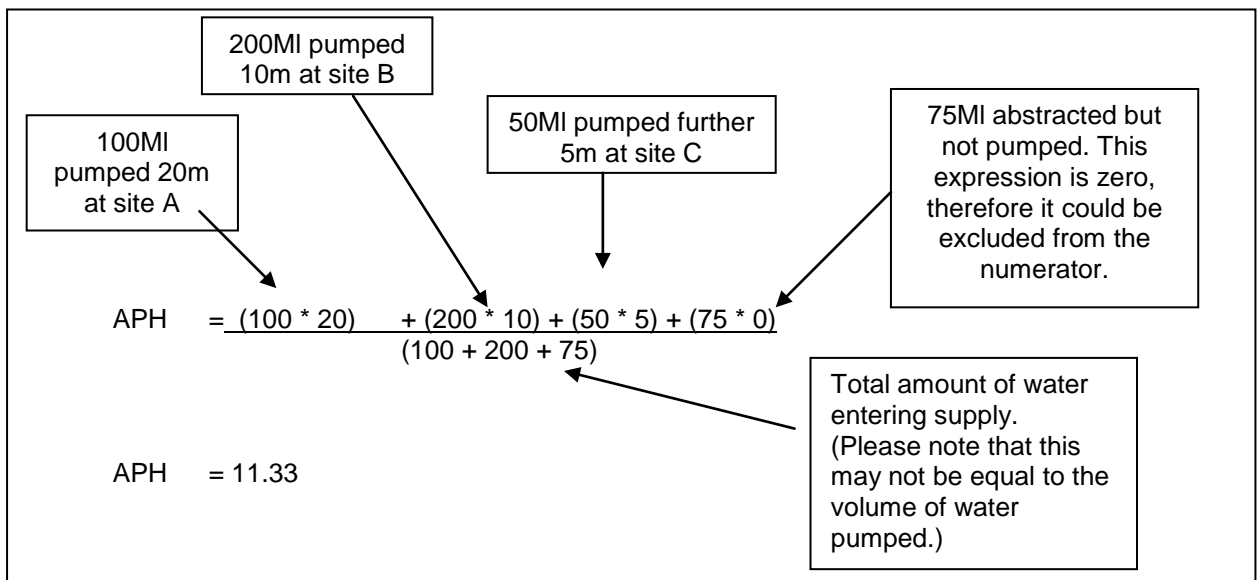 200Ml pumped
10m at site B
100Ml
pumped 20m
at site A
50Ml pumped further
5m at site C
75Ml abstracted but
not pumped. This
expression is zero,
therefore it could be
excluded from the
numerator.
APH = (100 * 20) + (200 * 10) + (50 * 5) + (75 * 0)
(100 + 200 + 75)
Total amount of water
entering supply.
(Please note that this
may not be equal to the
volume of water
pumped.)
APH = 11.33